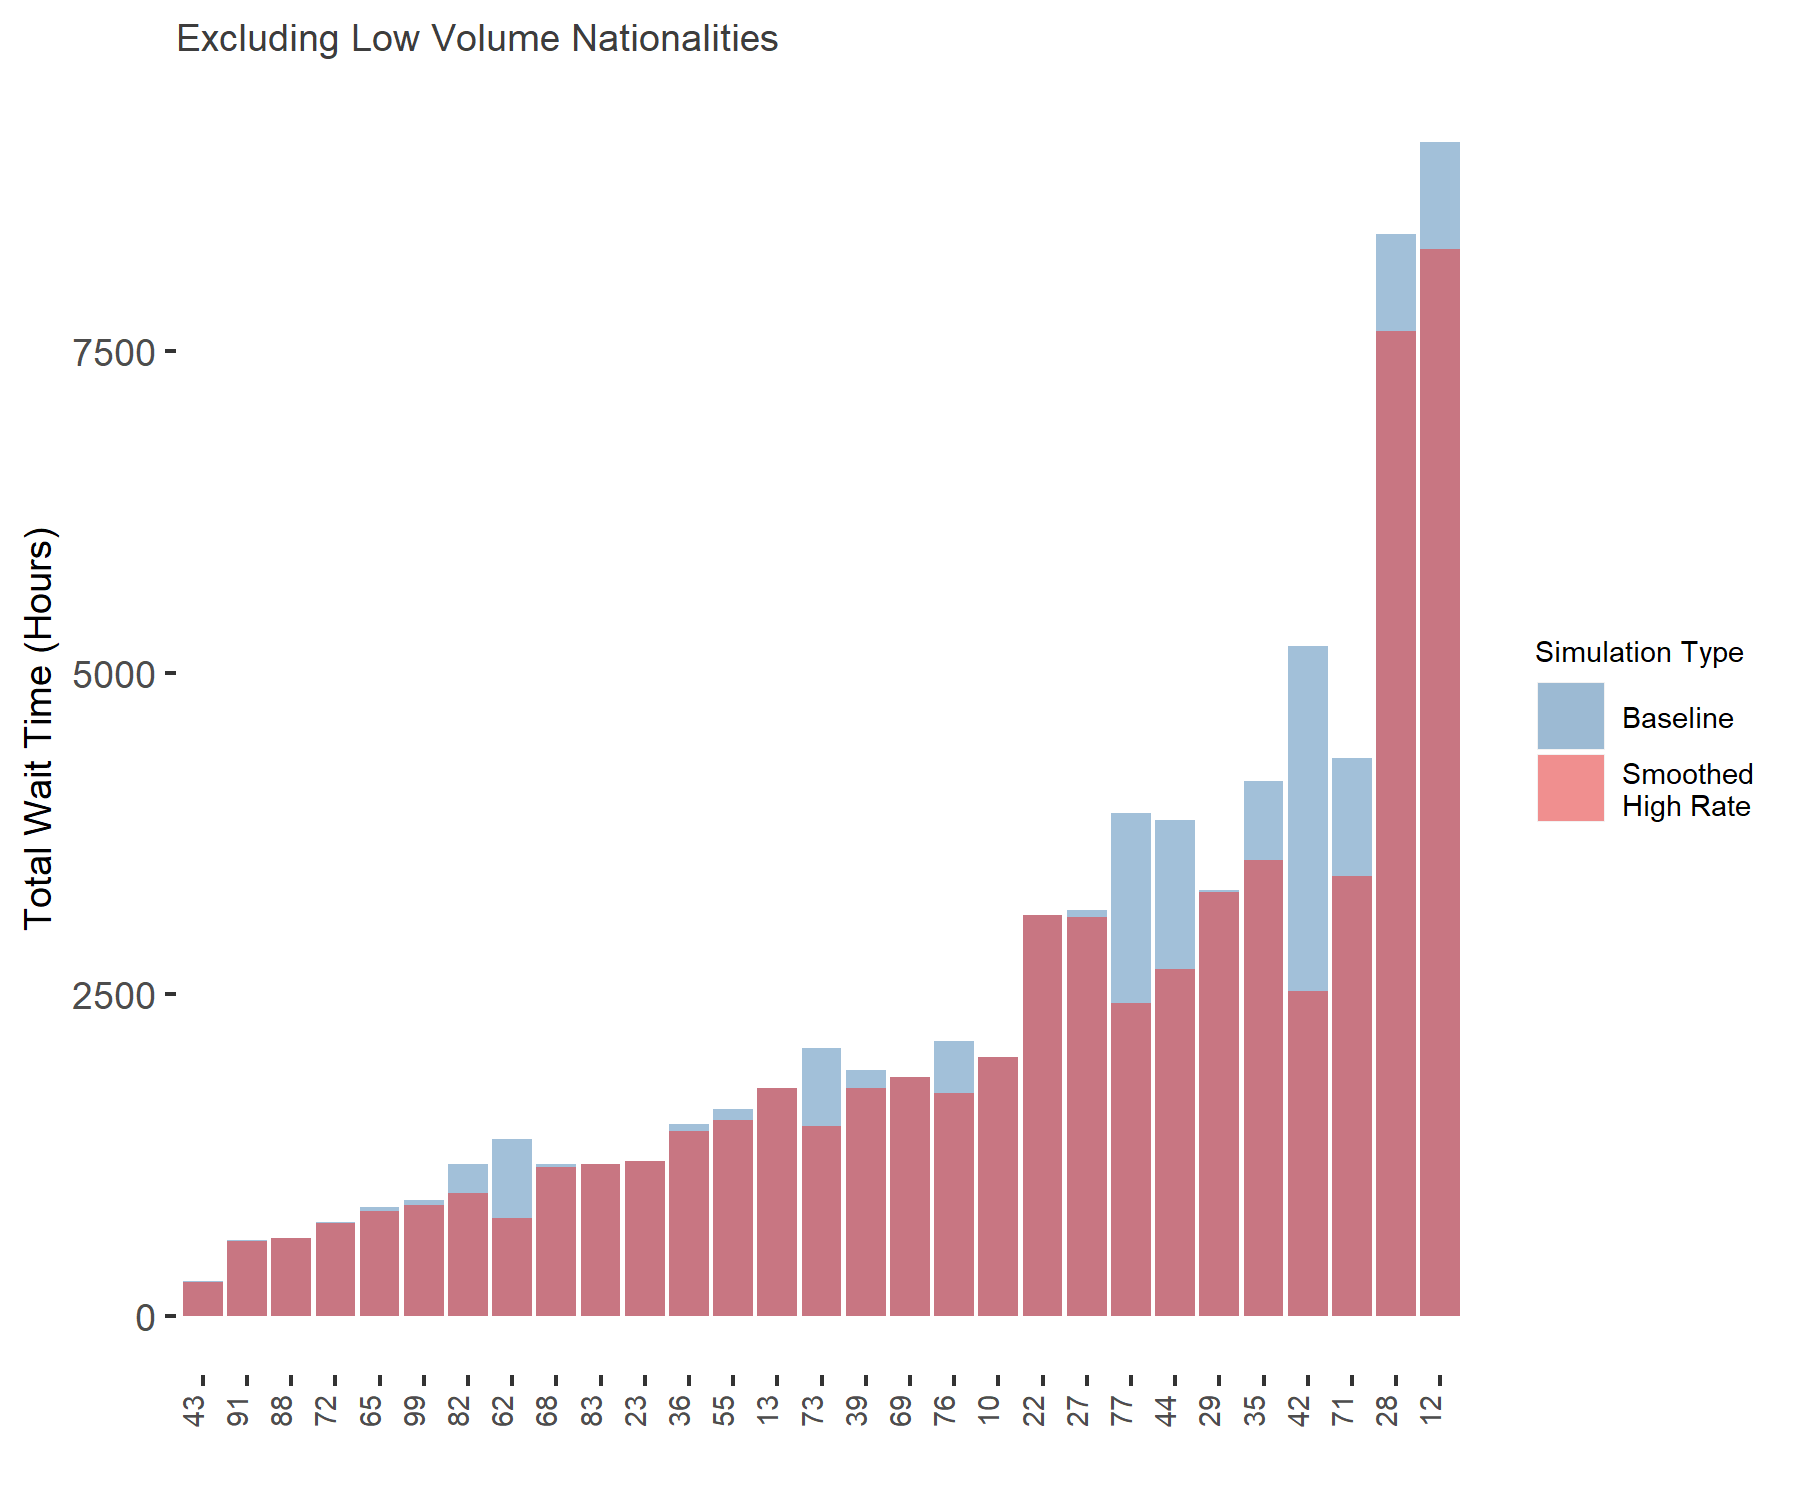 Excluding Low Volume Nationalities
Total Wait Time (Hours)
7500
5000
2500
0
43 91 88 72 65 99 82 62 68 83 23 36 55 13 73 39 69 76 10 22 27 77 44 29 35 42 71 28 12
Simulation Type
Baseline
Smoothed
High Rate